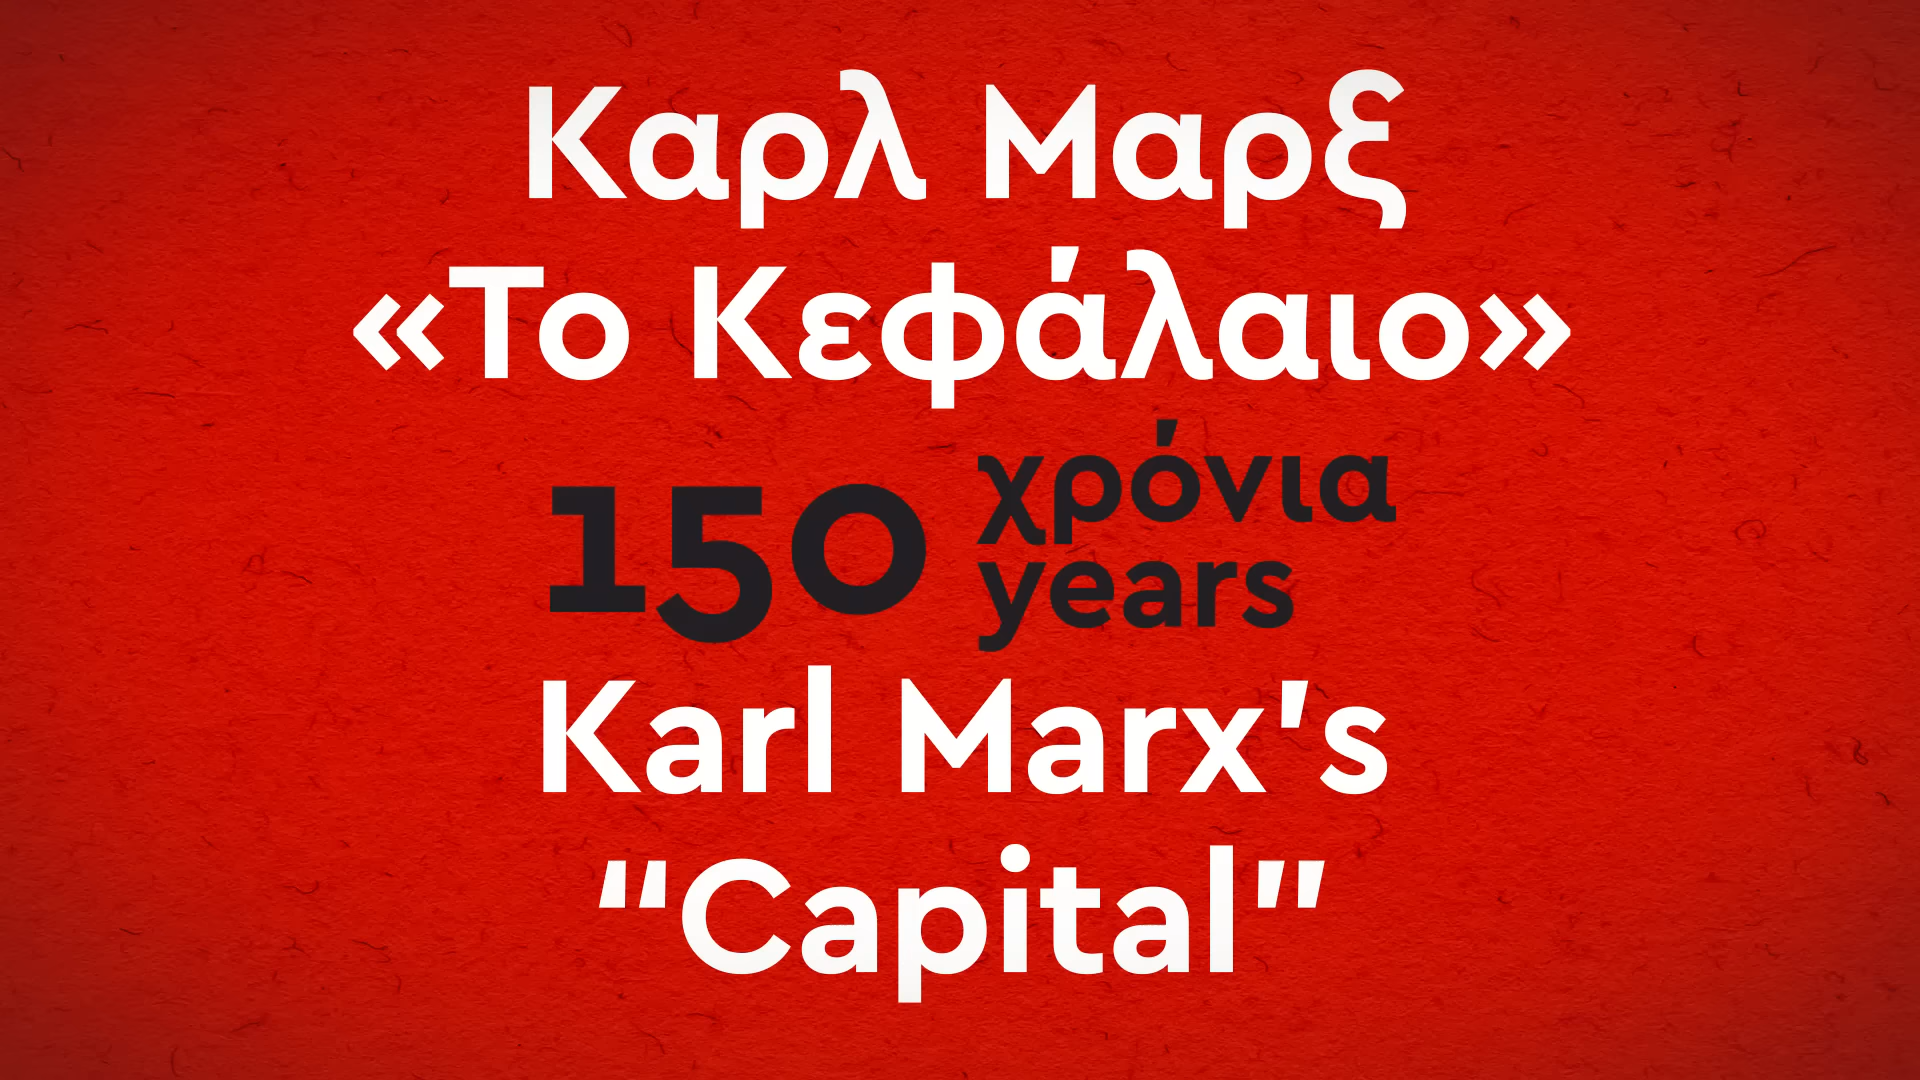 Καρλ Μαρξ
«Το Κεφάλαιο»
150 χρόνια
years
Karl Marx's
"Capital"